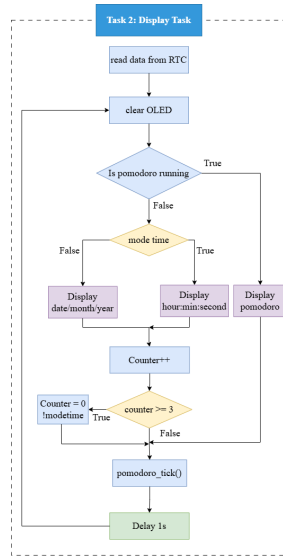 Task 2: Display Task
read data from RTC
clear OLED
Is pomodoro running
True
False
mode time
False
True
Display
date/month/year
Display
hour:min:second
Display
pomodoro
Counter++
Counter = 0
!modetime
counter >= 3
True
False
pomodoro_tick()
Delay 1s